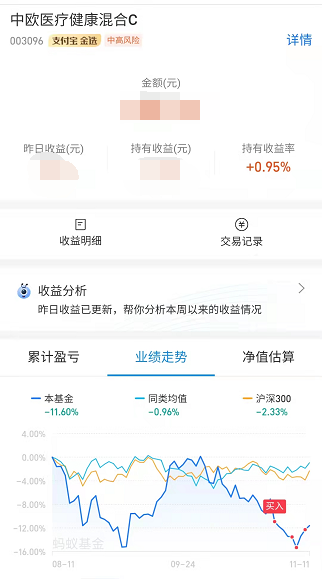 中欧医疗健康混合C
003096 支付宝 金选 中高风险
详情
金额(元)
昨日收益(元) 持有收益(元) 持有收益率
+0.95%
收益明细 交易记录
收益分析
昨日收益已更新，帮你分析本周以来的收益情况
累计盈亏 业绩走势 净值估算
本基金 同类均值 沪深300
-11.60% -0.96% -2.33%
4.00%
0.00%
-4.00%
-8.00%
买入
-12.00%
蚂蚁基金
-16.00%
08-11 09-24 11-11